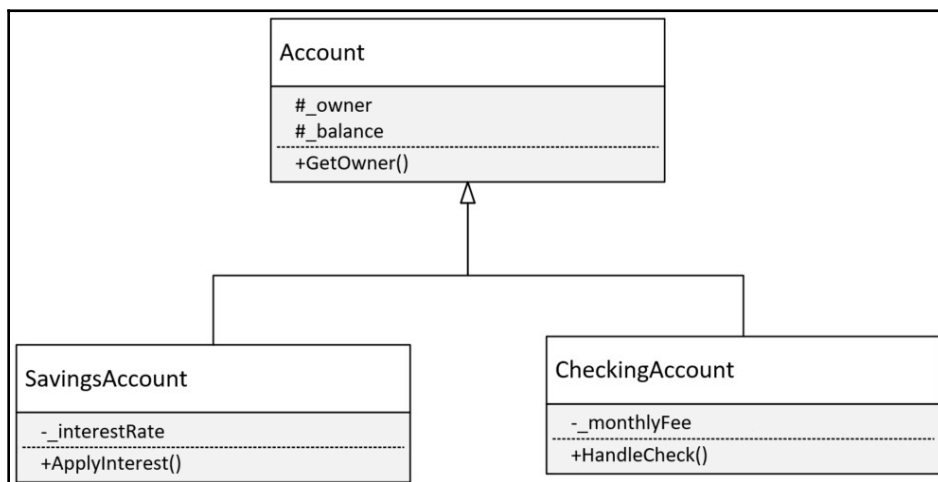 Account
#_owner
#_balance
+GetOwner()
SavingsAccount
-_interestRate
+ApplyInterest()
CheckingAccount
-_monthlyFee
+HandleCheck()